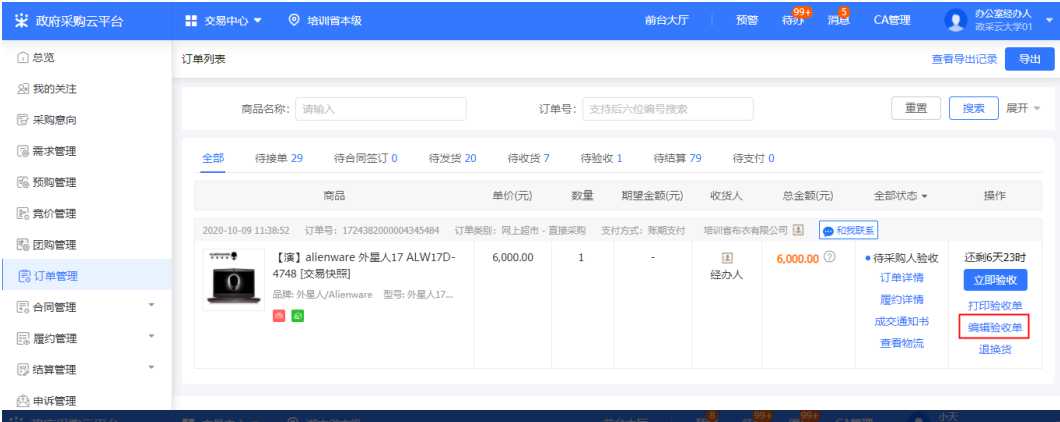 政府采购云平台 交易中心 培训省本级 前台大厅 预警 待办 99+ 消息 5 CA管理 办公室经办人
政采云大学01
总览
我的关注
采购意向
需求管理
预购管理
竞价管理
团购管理
订单管理
合同管理
履约管理
结算管理
申诉管理
订单列表 查看导出记录 导出
商品名称: 请输入 订单号: 支持后六位编号搜索 重置 搜索 展开
全部 待接单 29 待合同签订 0 待发货 20 待收货 7 待验收 1 待结算 79 待支付 0
商品 单价(元) 数量 期望金额(元) 收货人 总金额(元) 全部状态 操作
2020-10-09 11:38:52 订单号: 1724382000004345484 订单类别: 网上超市 - 直接采购 支付方式: 账期支付 培训省布衣有限公司 和我联系
【演】alienware 外星人17 ALW17D- 6,000.00 1 - 经办人 6,000.00 待采购人验收 还剩6天23时
4748 [交易快照] 订单详情 立即验收
品牌: 外星人/Alienware 型号: 外星人17... 履约详情 打印验收单
成交通知书 编辑验收单
查看物流 退换货
8 99+ 99+ 小天